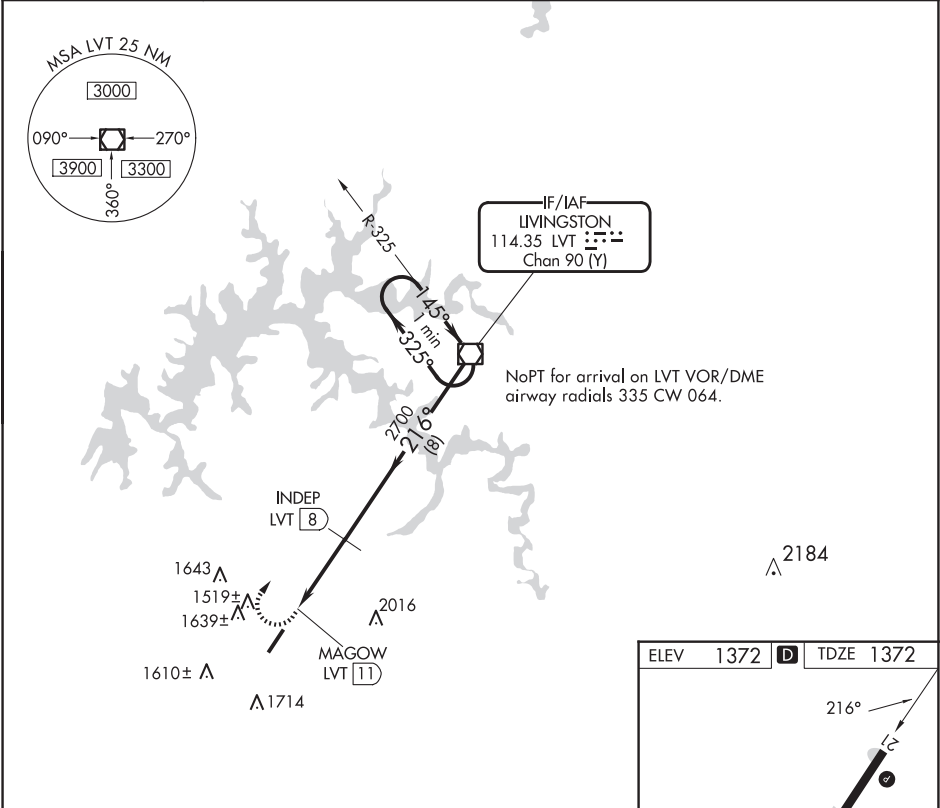 MSA LVT 25 NM
3000
090°
270°
3900
3300
360°
R-325
IF/IAF
LIVINGSTON
114.35 LVT
Chan 90 (Y)
145°
1 min
325°
NoPT for arrival on LVT VOR/DME
airway radials 335 CW 064.
2700
216°
(8)
INDEP
LVT 8
2184
1643
1519±
1639±
2016
MAGOW
LVT 11
1610±
1714
ELEV 1372 D TDZE 1372
216°
21
P